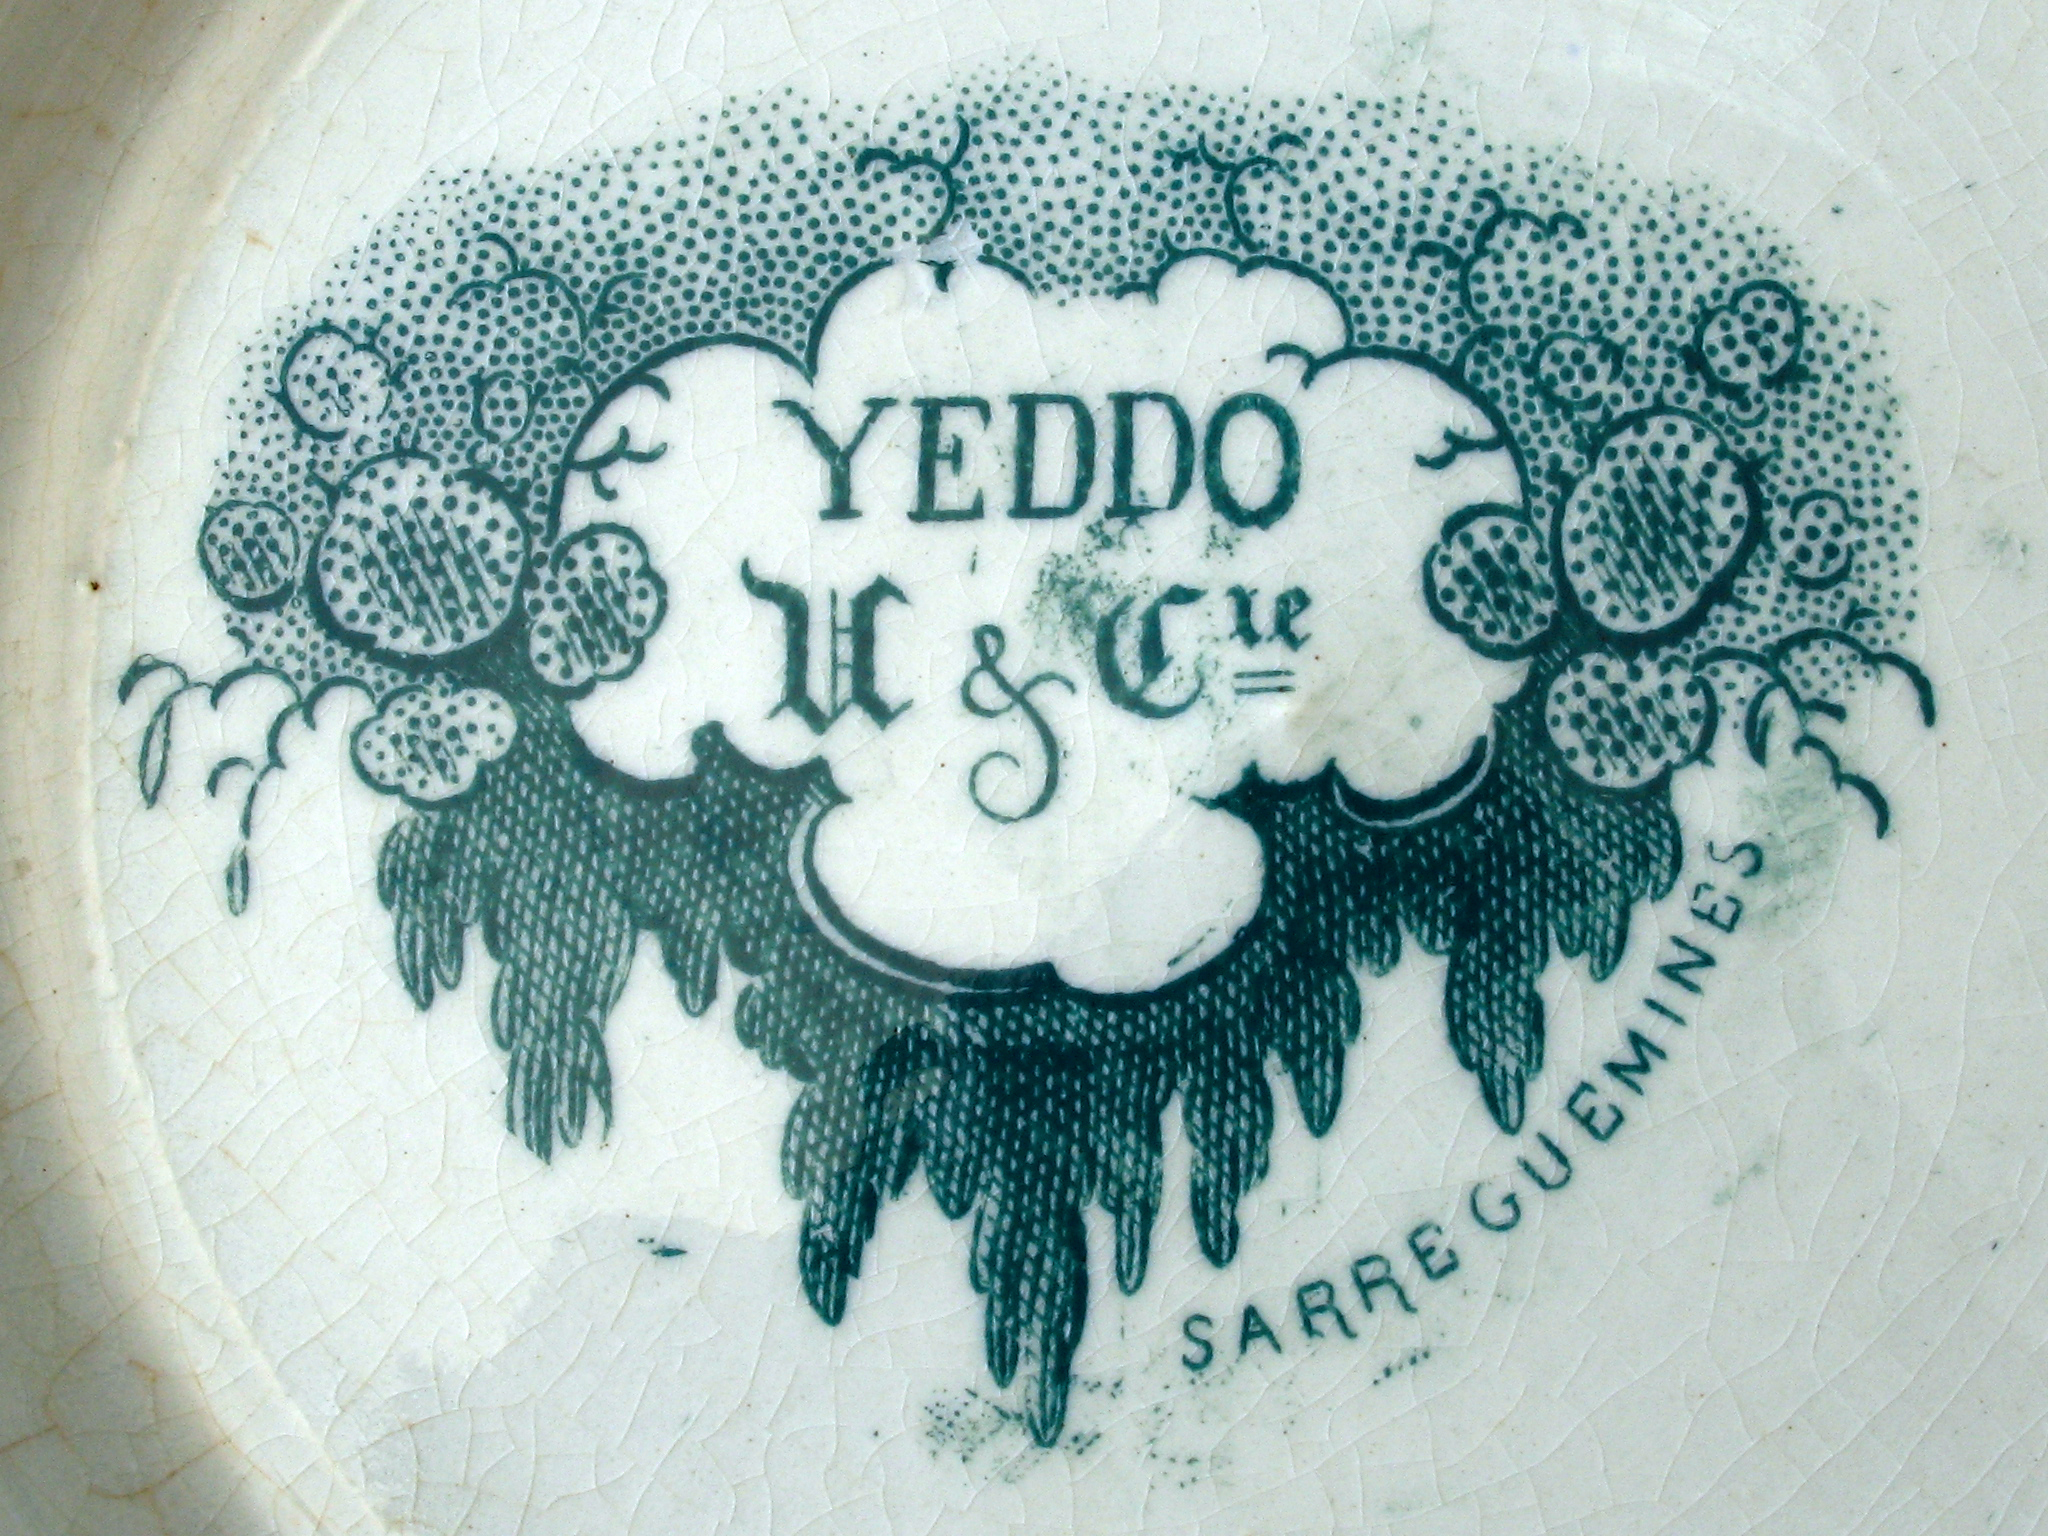 YEDDO
U & Cie
SARREGUEMINES